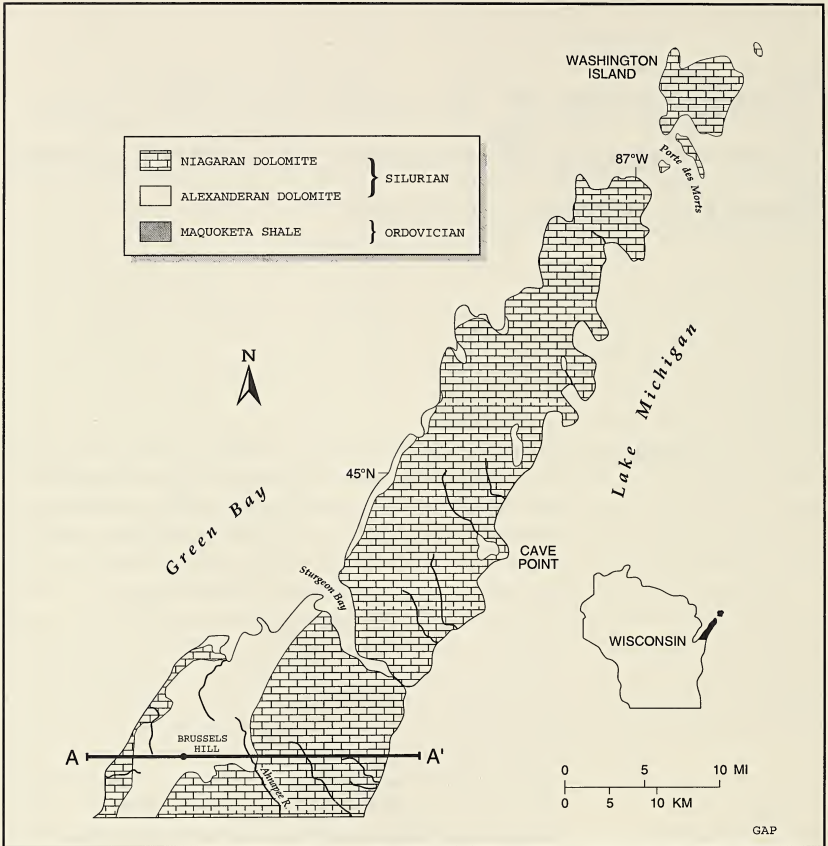 WASHINGTON
ISLAND
NIAGARAN DOLOMITE
ALEXANDERAN DOLOMITE
SILURIAN
MAQUOKETA SHALE
ORDOVICIAN
87°W
Porte des Morts
N
Lake Michigan
45°N
Green Bay
CAVE
POINT
Sturgeon Bay
WISCONSIN
BRUSSELS
HILL
A
A'
Ahnapee R.
0 5 10 MI
0 5 10 KM
GAP